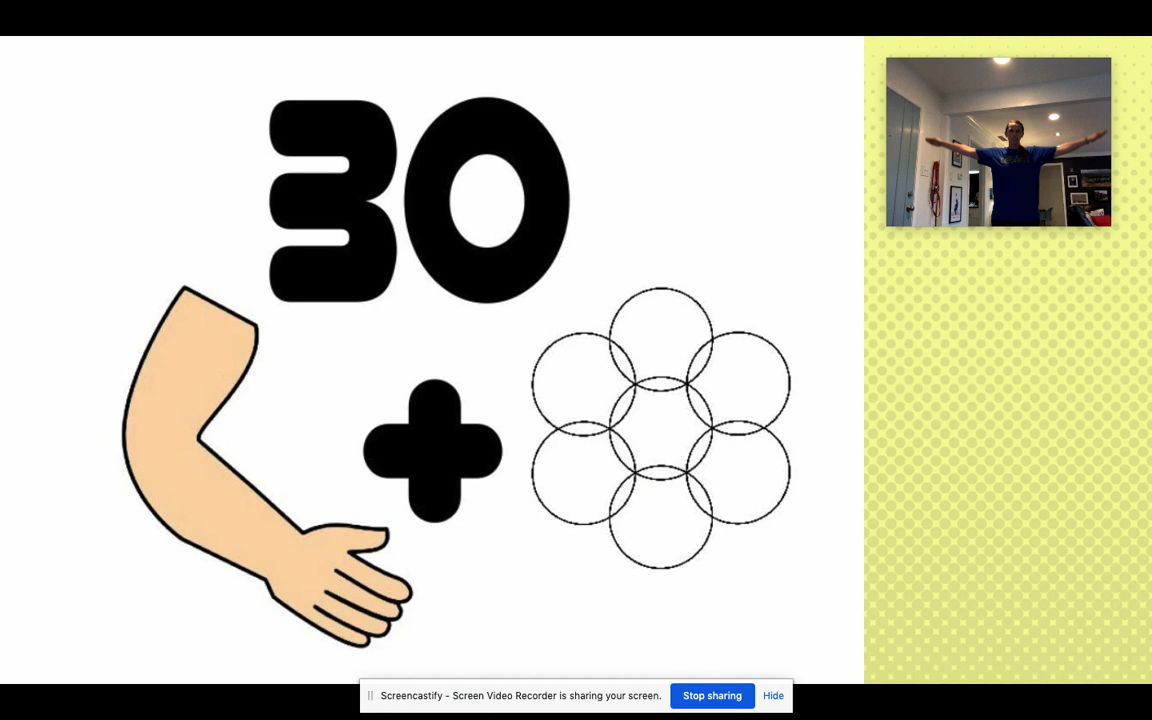 30
+
Screencastify - Screen Video Recorder is sharing your screen.
Stop sharing
Hide